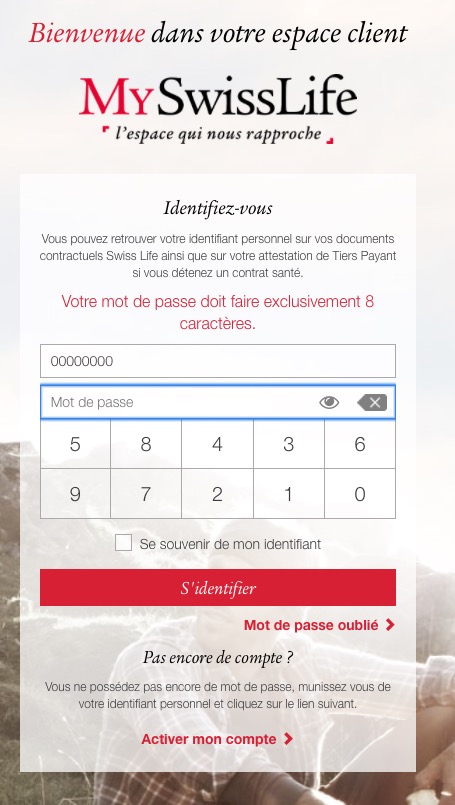 Bienvenue dans votre espace client
MySwissLife
l'espace qui nous rapproche
Identifiez-vous
Vous pouvez retrouver votre identifiant personnel sur vos documents
contractuels Swiss Life ainsi que sur votre attestation de Tiers Payant
si vous détenez un contrat santé.
Votre mot de passe doit faire exclusivement 8
caractères.
00000000
Mot de passe
5 8 4 3 6
9 7 2 1 0
Se souvenir de mon identifiant
S'identifier
Mot de passe oublié
Pas encore de compte ?
Vous ne possédez pas encore de mot de passe, munissez vous de
votre identifiant personnel et cliquez sur le lien suivant.
Activer mon compte